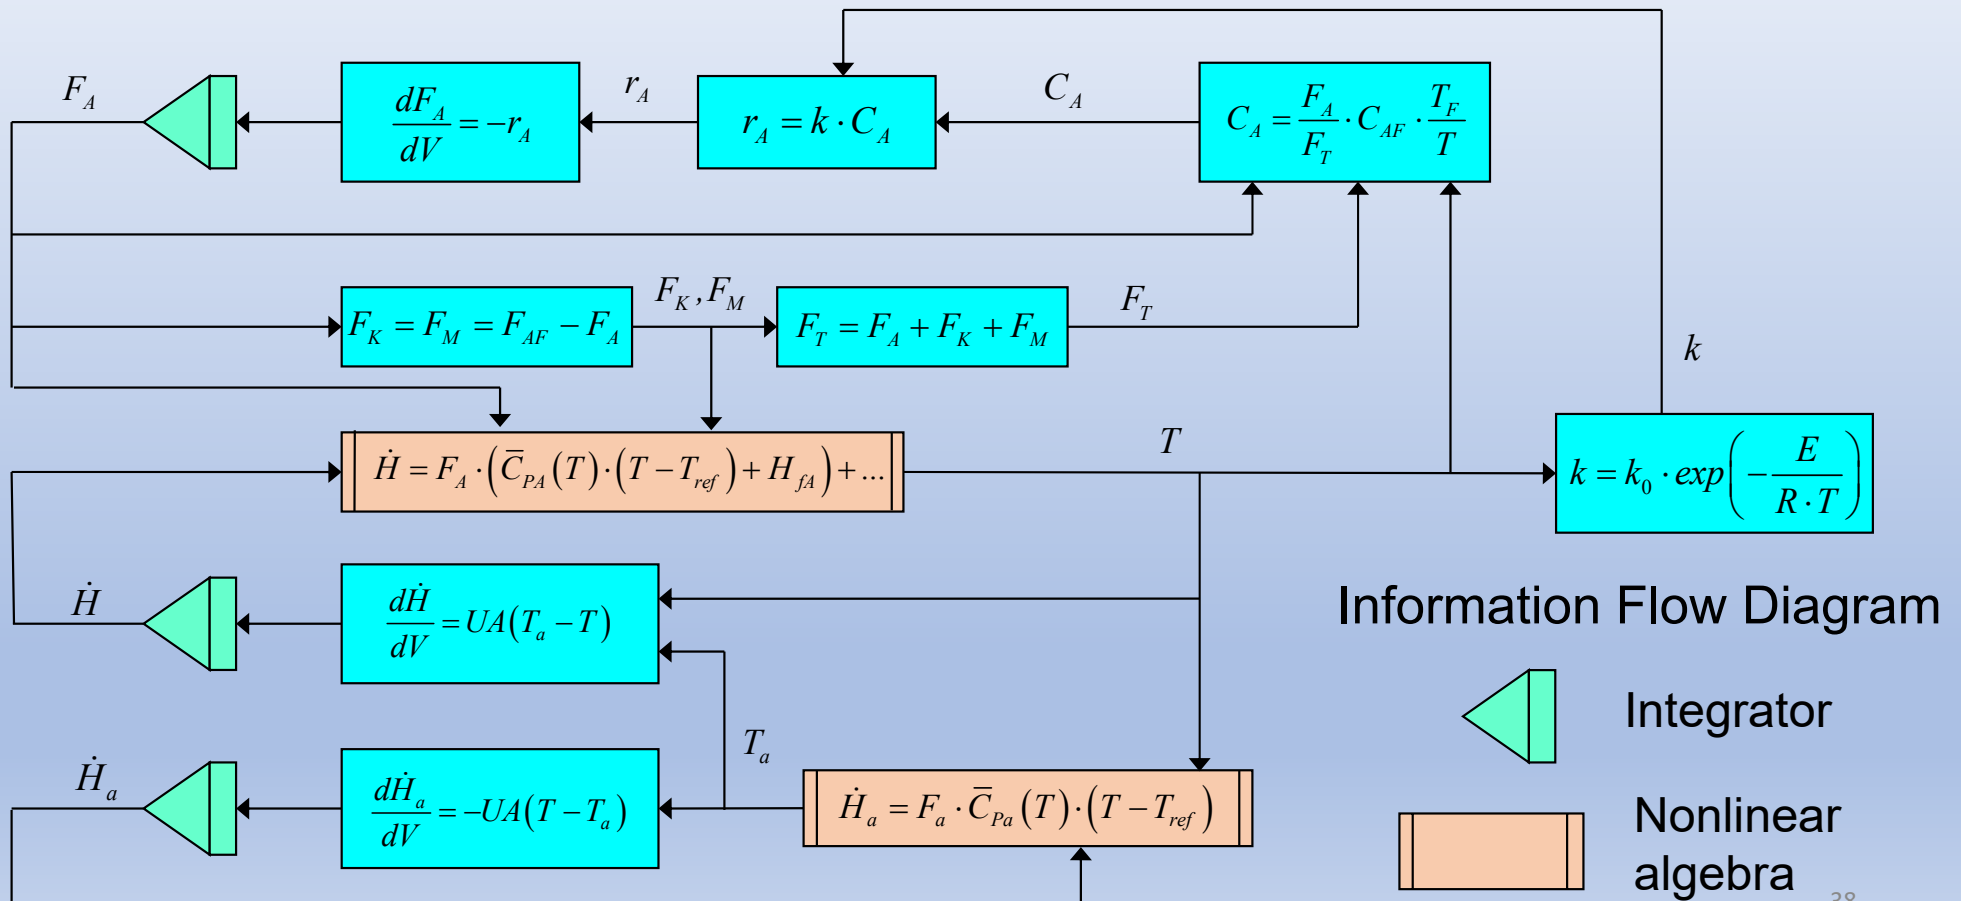 F_A
dF_A/dV = -r_A
r_A
r_A = k · C_A
C_A
C_A = F_A/F_T · C_AF · T_F/T
F_K = F_M = F_AF − F_A
F_K, F_M
F_T = F_A + F_K + F_M
F_T
k
Ḣ = F_A · (C̄_PA(T) · (T − T_ref) + H_fA) + ...
T
k = k_0 · exp(−E/(R · T))
Ḣ
dḢ/dV = UA(T_a − T)
Information Flow Diagram
Integrator
T_a
Ḣ_a
dḢ_a/dV = −UA(T − T_a)
Ḣ_a = F_a · C̄_Pa(T) · (T − T_ref)
Nonlinear
algebra
38